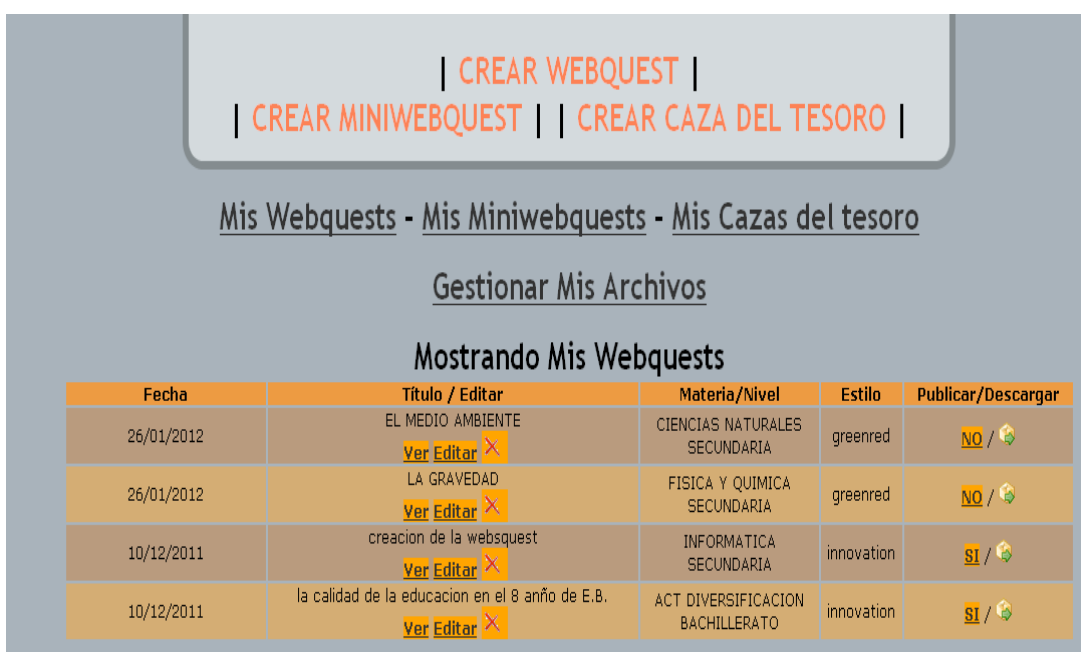 | CREAR WEBQUEST |
| CREAR MINIWEBQUEST | | CREAR CAZA DEL TESORO |
Mis Webquests - Mis Miniwebquests - Mis Cazas del tesoro
Gestionar Mis Archivos
Mostrando Mis Webquests
Fecha Título / Editar Materia/Nivel Estilo Publicar/Descargar
26/01/2012 EL MEDIO AMBIENTE Ver Editar CIENCIAS NATURALES SECUNDARIA greenred NO /
26/01/2012 LA GRAVEDAD Ver Editar FISICA Y QUIMICA SECUNDARIA greenred NO /
10/12/2011 creacion de la websquest Ver Editar INFORMATICA SECUNDARIA innovation SI /
10/12/2011 la calidad de la educacion en el 8 anño de E.B. Ver Editar ACT DIVERSIFICACION BACHILLERATO innovation SI /